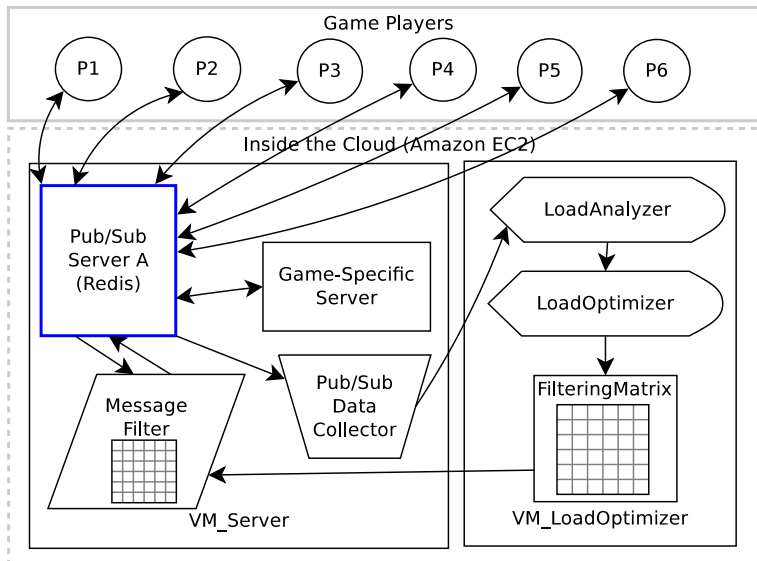 Game Players
P1
P2
P3
P4
P5
P6
Inside the Cloud (Amazon EC2)
Pub/Sub
Server A
(Redis)
Game-Specific
Server
Message
Filter
Pub/Sub
Data
Collector
VM_Server
LoadAnalyzer
LoadOptimizer
FilteringMatrix
VM_LoadOptimizer